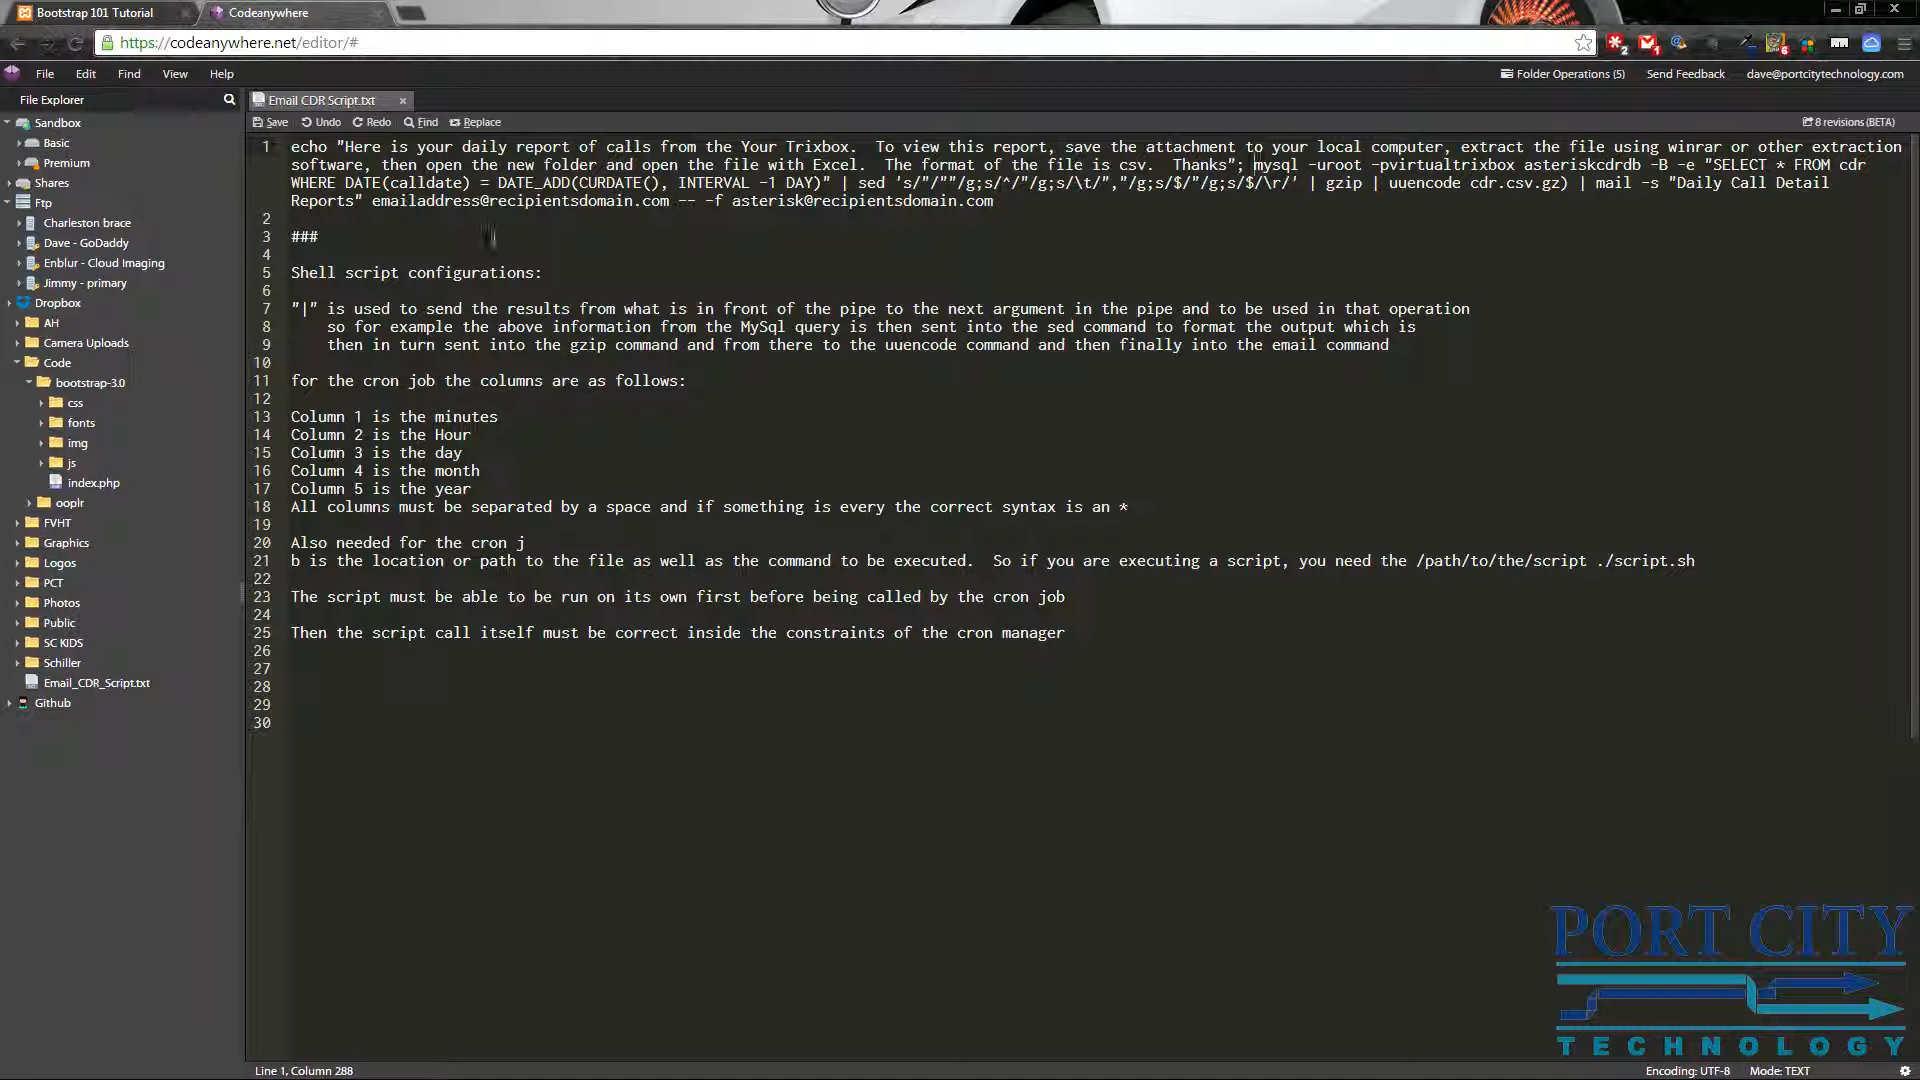 Bootstrap 101 Tutorial
Codeanywhere
https://codeanywhere.net/editor/#
2
1
6
File Edit Find View Help
Folder Operations (5) Send Feedback dave@portcitytechnology.com
File Explorer
Email CDR Script.txt
Save Undo Redo Find Replace
8 revisions (BETA)
Sandbox
Basic
Premium
Shares
Ftp
Charleston brace
Dave - GoDaddy
Enblur - Cloud Imaging
Jimmy - primary
Dropbox
AH
Camera Uploads
Code
bootstrap-3.0
css
fonts
img
js
index.php
ooplr
FVHT
Graphics
Logos
PCT
Photos
Public
SC KIDS
Schiller
Email_CDR_Script.txt
Github
1 echo "Here is your daily report of calls from the Your Trixbox.  To view this report, save the attachment to your local computer, extract the file using winrar or other extraction
software, then open the new folder and open the file with Excel.  The format of the file is csv.  Thanks"; mysql -uroot -pvirtualtrixbox asteriskcdrdb -B -e "SELECT * FROM cdr
WHERE DATE(calldate) = DATE_ADD(CURDATE(), INTERVAL -1 DAY)" | sed 's/"/""/g;s/^/"/g;s/\t/","/g;s/$/"/g;s/$/\r/' | gzip | uuencode cdr.csv.gz) | mail -s "Daily Call Detail
Reports" emailaddress@recipientsdomain.com -- -f asterisk@recipientsdomain.com
2
3 ###
4
5 Shell script configurations:
6
7 "|" is used to send the results from what is in front of the pipe to the next argument in the pipe and to be used in that operation
8 so for example the above information from the MySql query is then sent into the sed command to format the output which is
9 then in turn sent into the gzip command and from there to the uuencode command and then finally into the email command
10
11 for the cron job the columns are as follows:
12
13 Column 1 is the minutes
14 Column 2 is the Hour
15 Column 3 is the day
16 Column 4 is the month
17 Column 5 is the year
18 All columns must be separated by a space and if something is every the correct syntax is an *
19
20 Also needed for the cron j
21 b is the location or path to the file as well as the command to be executed.  So if you are executing a script, you need the /path/to/the/script ./script.sh
22
23 The script must be able to be run on its own first before being called by the cron job
24
25 Then the script call itself must be correct inside the constraints of the cron manager
26
27
28
29
30
PORT CITY
TECHNOLOGY
Line 1, Column 288
Encoding: UTF-8 Mode: TEXT